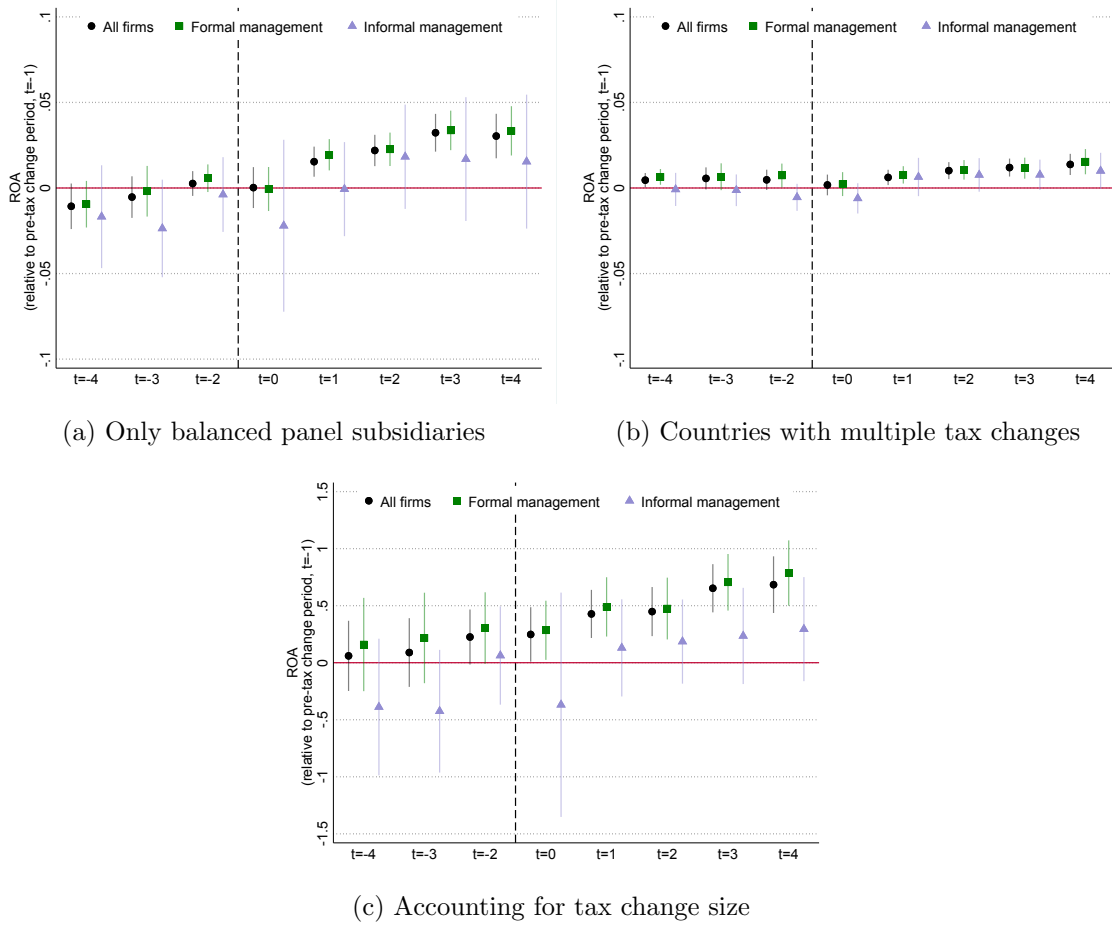 All firms Formal management Informal management
ROA
(relative to pre-tax change period, t=-1)
.1
.05
0
-.05
-.1
t=-4 t=-3 t=-2 t=0 t=1 t=2 t=3 t=4
(a) Only balanced panel subsidiaries
All firms Formal management Informal management
ROA
(relative to pre-tax change period, t=-1)
.1
.05
0
-.05
-.1
t=-4 t=-3 t=-2 t=0 t=1 t=2 t=3 t=4
(b) Countries with multiple tax changes
All firms Formal management Informal management
ROA
(relative to pre-tax change period, t=-1)
1.5
1
.5
0
-.5
-1
-1.5
t=-4 t=-3 t=-2 t=0 t=1 t=2 t=3 t=4
(c) Accounting for tax change size